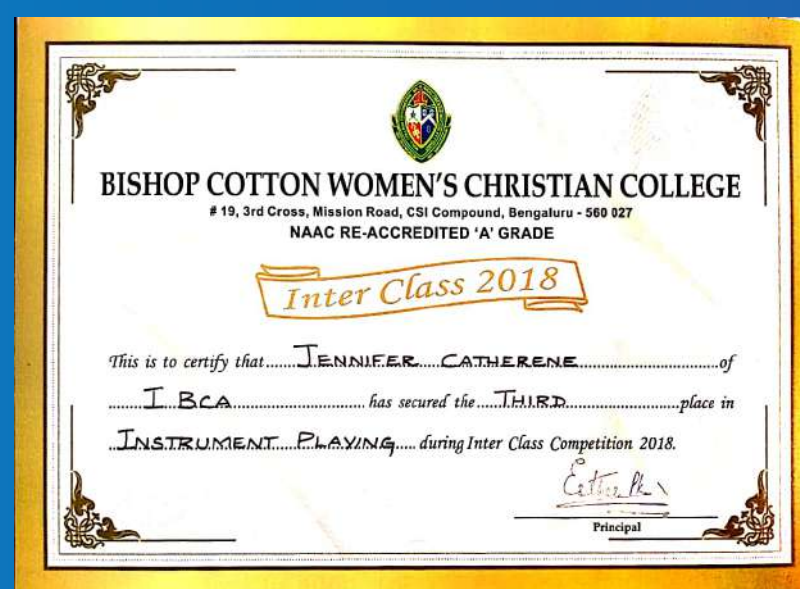 BISHOP COTTON WOMEN'S CHRISTIAN COLLEGE
# 19, 3rd Cross, Mission Road, CSI Compound, Bengaluru - 560 027
NAAC RE-ACCREDITED 'A' GRADE
Inter Class 2018
This is to certify that......JENNIFER....CATHERENE..............................of
........I BCA........................... has secured the....THIRD........................place in
..INSTRUMENT....PLAYING..... during Inter Class Competition 2018.
Principal